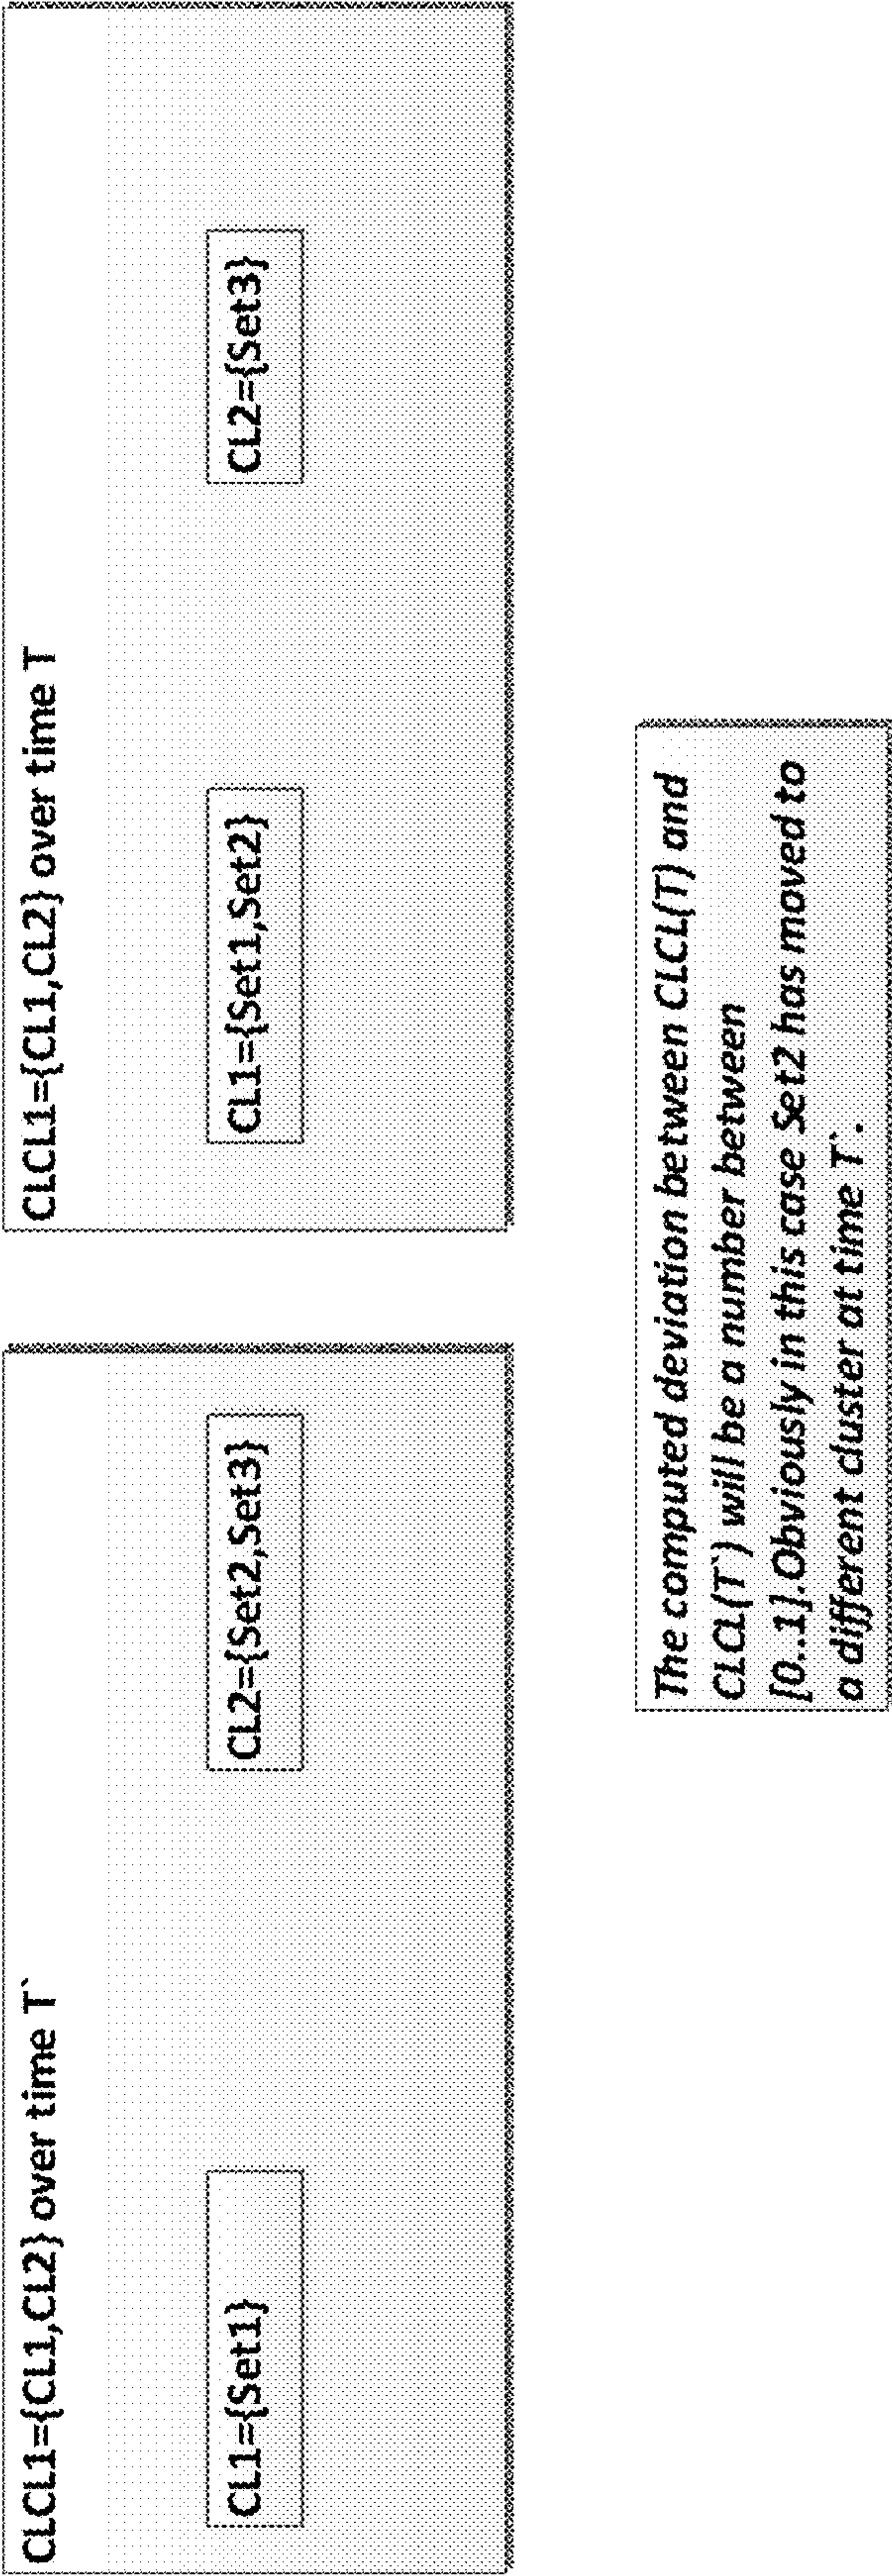 CLCL1={CL1,CL2} over time T`
CL1={Set1}
CL2={Set2,Set3}
CLCL1={CL1,CL2} over time T
CL1={Set1,Set2}
CL2={Set3}
The computed deviation between CLCL(T) and
CLCL(T`) will be a number between
[0..1].Obviously in this case Set2 has moved to
a different cluster at time T`.